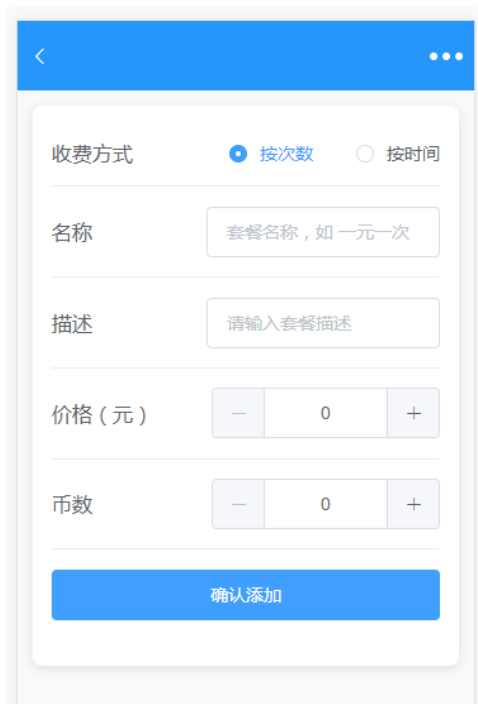 收费方式 按次数 按时间
名称 套餐名称，如 一元一次
描述 请输入套餐描述
价格（元） 0
币数 0
确认添加